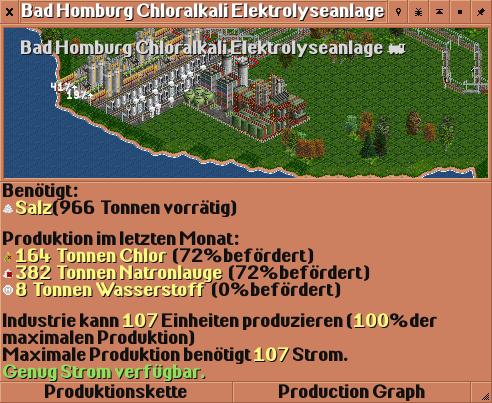 Bad Homburg Chloralkali Elektrolyseanlage
Bad Homburg Chloralkali Elektrolyseanlage
Benötigt:
Salz(966 Tonnen vorrätig)
Produktion im letzten Monat:
164 Tonnen Chlor (72% befördert)
382 Tonnen Natronlauge (72% befördert)
8 Tonnen Wasserstoff (0% befördert)
Industrie kann 107 Einheiten produzieren (100% der
maximalen Produktion)
Maximale Produktion benötigt 107 Strom.
Genug Strom verfügbar.
Produktionskette
Production Graph